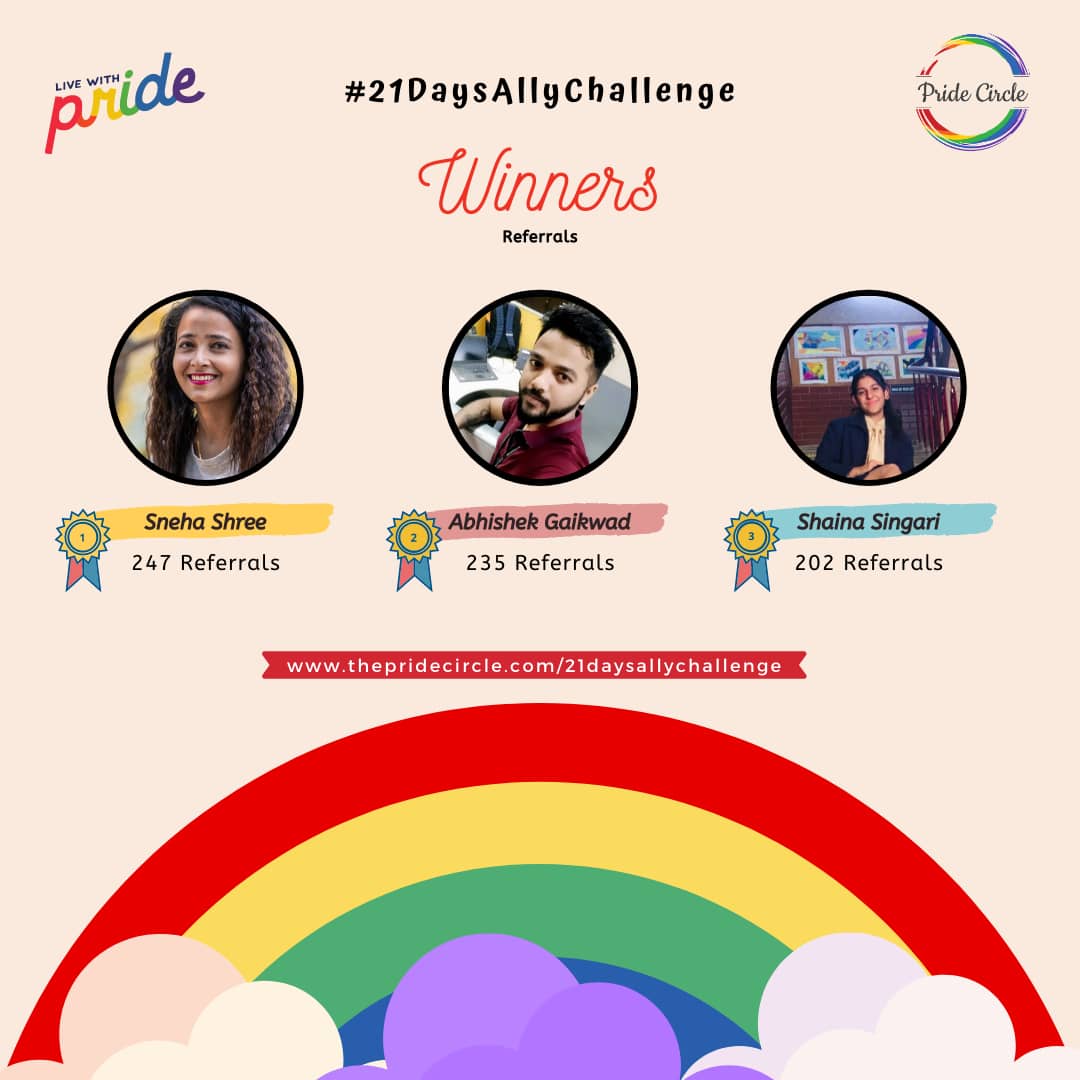 LIVE WITH
pride
#21DaysAllyChallenge
Pride Circle
Winners
Referrals
1
Sneha Shree
247 Referrals
2
Abhishek Gaikwad
235 Referrals
3
Shaina Singari
202 Referrals
www.thepridecircle.com/21daysallychallenge